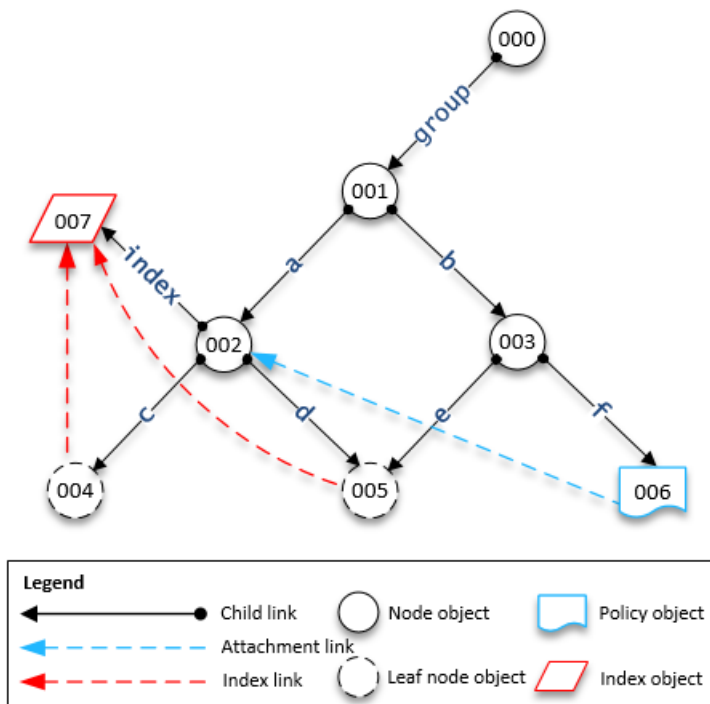 000
group
001
007
a
b
index
002
003
c
d
e
f
004
005
006
Legend
Child link
Node object
Policy object
Attachment link
Index link
Leaf node object
Index object